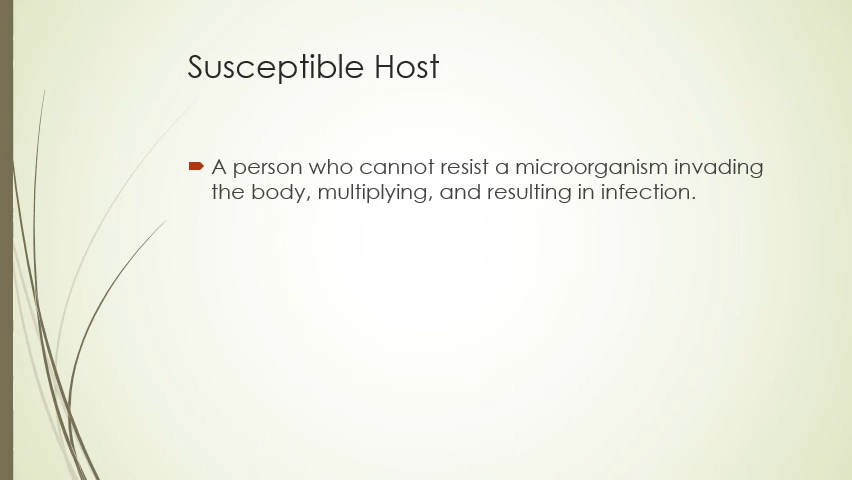 Susceptible Host
A person who cannot resist a microorganism invading
the body, multiplying, and resulting in infection.